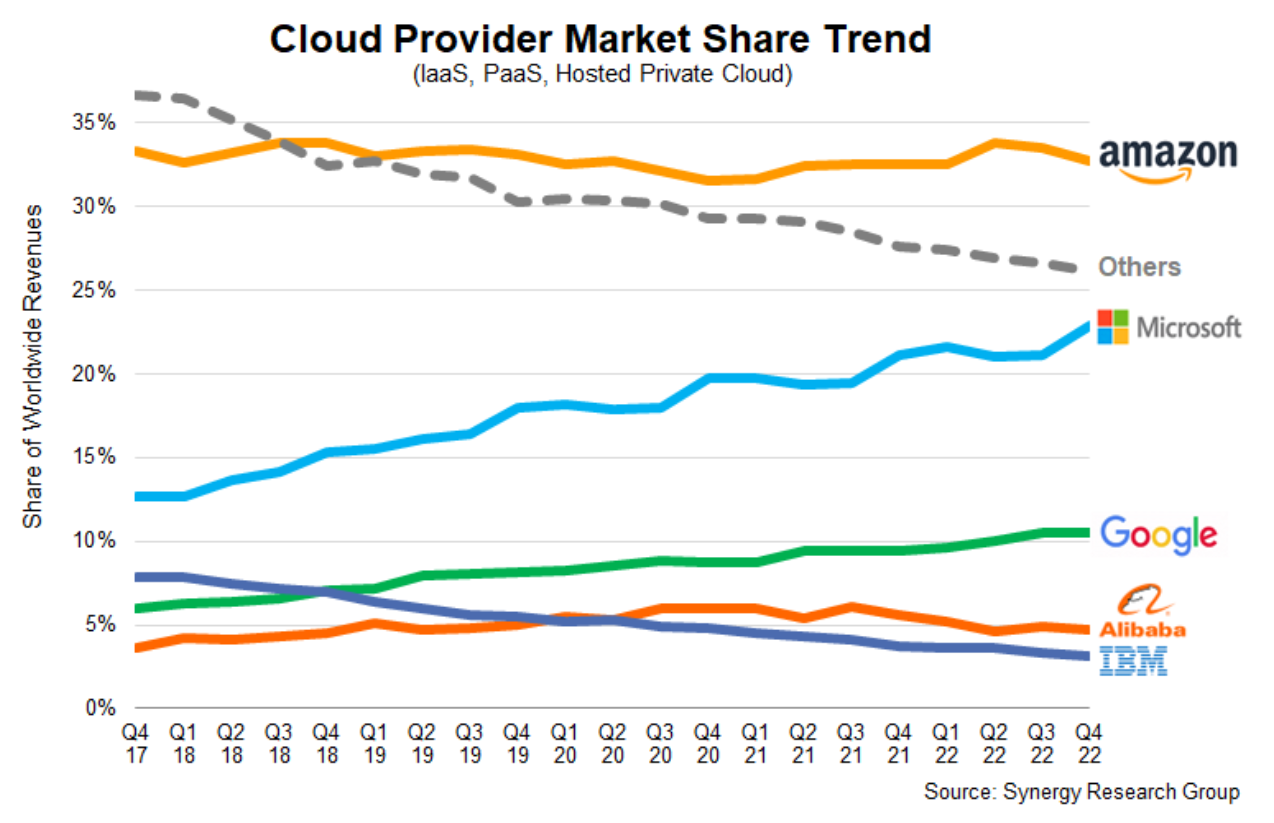 Cloud Provider Market Share Trend
(IaaS, PaaS, Hosted Private Cloud)
Share of Worldwide Revenues
35%
30%
25%
20%
15%
10%
5%
0%
amazon
Others
Microsoft
Google
Alibaba
IBM
Q4 Q1 Q2 Q3 Q4 Q1 Q2 Q3 Q4 Q1 Q2 Q3 Q4 Q1 Q2 Q3 Q4 Q1 Q2 Q3 Q4
17 18 18 18 18 19 19 19 19 20 20 20 20 21 21 21 21 22 22 22 22
Source: Synergy Research Group